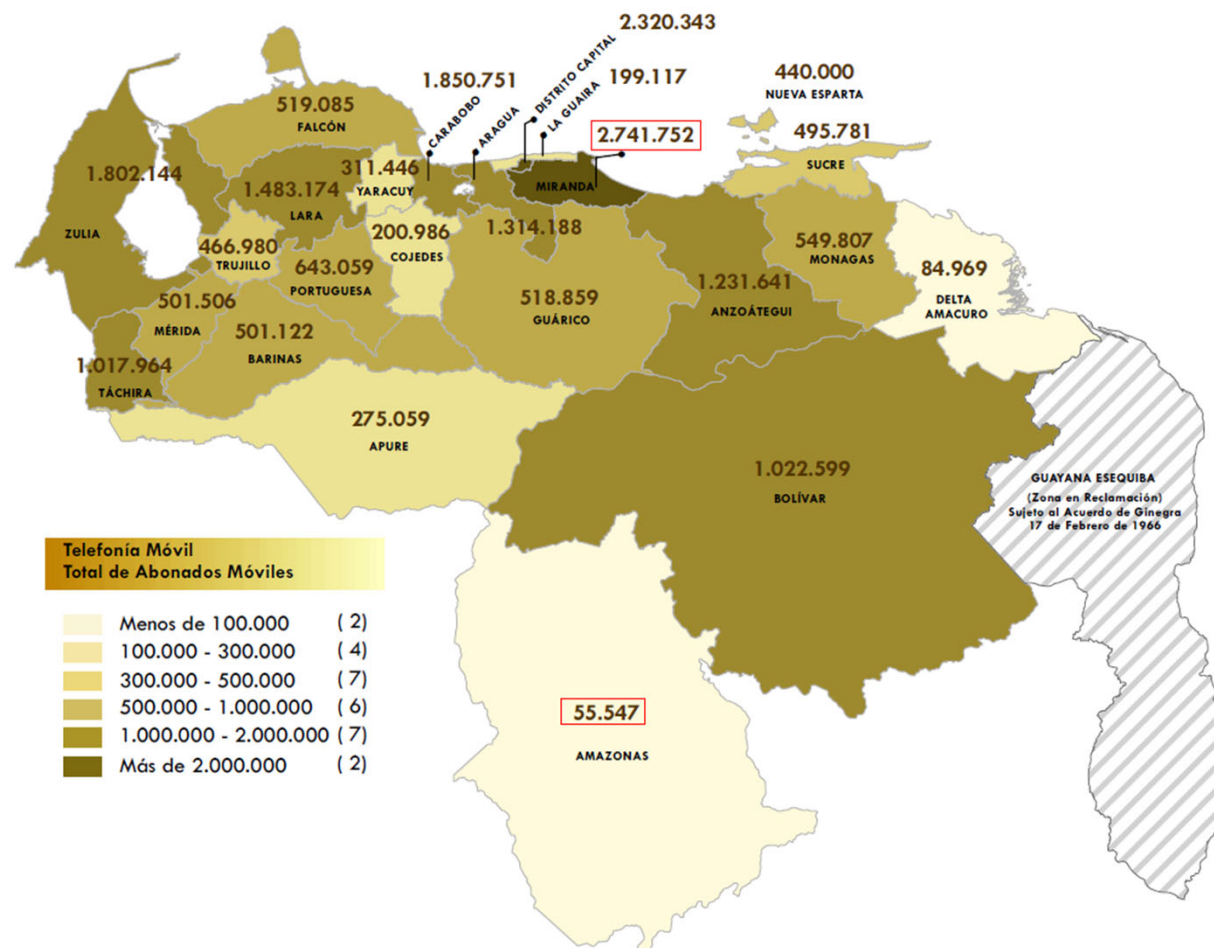 2.320.343
DISTRITO CAPITAL
199.117
LA GUAIRA
1.850.751
CARABOBO
ARAGUA
2.741.752
MIRANDA
440.000
NUEVA ESPARTA
495.781
SUCRE
519.085
FALCÓN
1.802.144
ZULIA
1.483.174
LARA
311.446
YARACUY
466.980
TRUJILLO
643.059
PORTUGUESA
200.986
COJEDES
1.314.188
518.859
GUÁRICO
1.231.641
ANZOÁTEGUI
549.807
MONAGAS
84.969
DELTA
AMACURO
501.506
MÉRIDA
501.122
BARINAS
1.017.964
TÁCHIRA
275.059
APURE
1.022.599
BOLÍVAR
GUAYANA ESEQUIBA
(Zona en Reclamación)
Sujeto al Acuerdo de Ginegra
17 de Febrero de 1966
55.547
AMAZONAS
Telefonía Móvil
Total de Abonados Móviles
Menos de 100.000 ( 2)
100.000 - 300.000 ( 4)
300.000 - 500.000 ( 7)
500.000 - 1.000.000 ( 6)
1.000.000 - 2.000.000 ( 7)
Más de 2.000.000 ( 2)